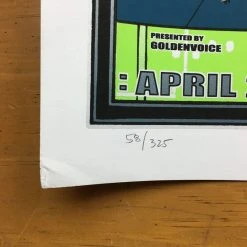 PRESENTED BY
GOLDENVOICE
: APRIL
58/325